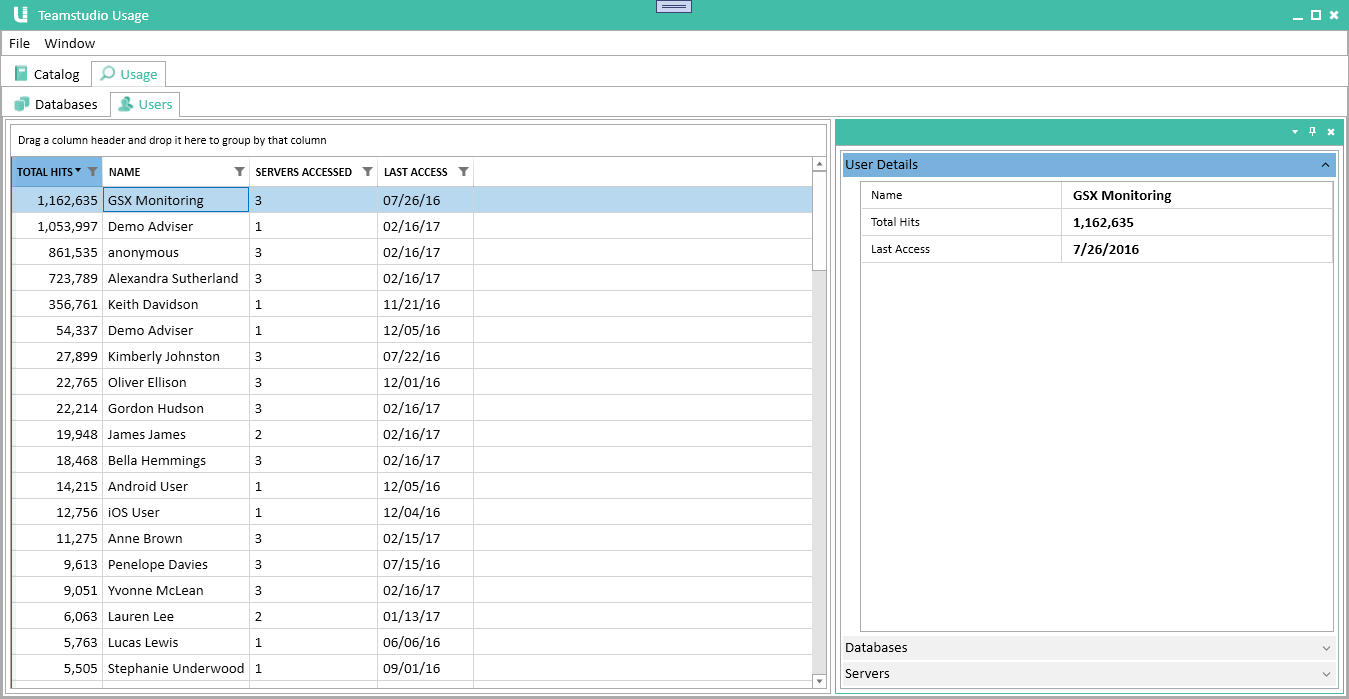 Teamstudio Usage
File Window
Catalog Usage
Databases Users
Drag a column header and drop it here to group by that column
TOTAL HITS NAME SERVERS ACCESSED LAST ACCESS
1,162,635 GSX Monitoring 3 07/26/16
1,053,997 Demo Adviser 1 02/16/17
861,535 anonymous 3 02/16/17
723,789 Alexandra Sutherland 3 02/16/17
356,761 Keith Davidson 1 11/21/16
54,337 Demo Adviser 1 12/05/16
27,899 Kimberly Johnston 3 07/22/16
22,765 Oliver Ellison 3 12/01/16
22,214 Gordon Hudson 3 02/16/17
19,948 James James 2 02/16/17
18,468 Bella Hemmings 3 02/16/17
14,215 Android User 1 12/05/16
12,756 iOS User 1 12/04/16
11,275 Anne Brown 3 02/15/17
9,613 Penelope Davies 3 07/15/16
9,051 Yvonne McLean 3 02/16/17
6,063 Lauren Lee 2 01/13/17
5,763 Lucas Lewis 1 06/06/16
5,505 Stephanie Underwood 1 09/01/16
User Details
Name GSX Monitoring
Total Hits 1,162,635
Last Access 7/26/2016
Databases
Servers